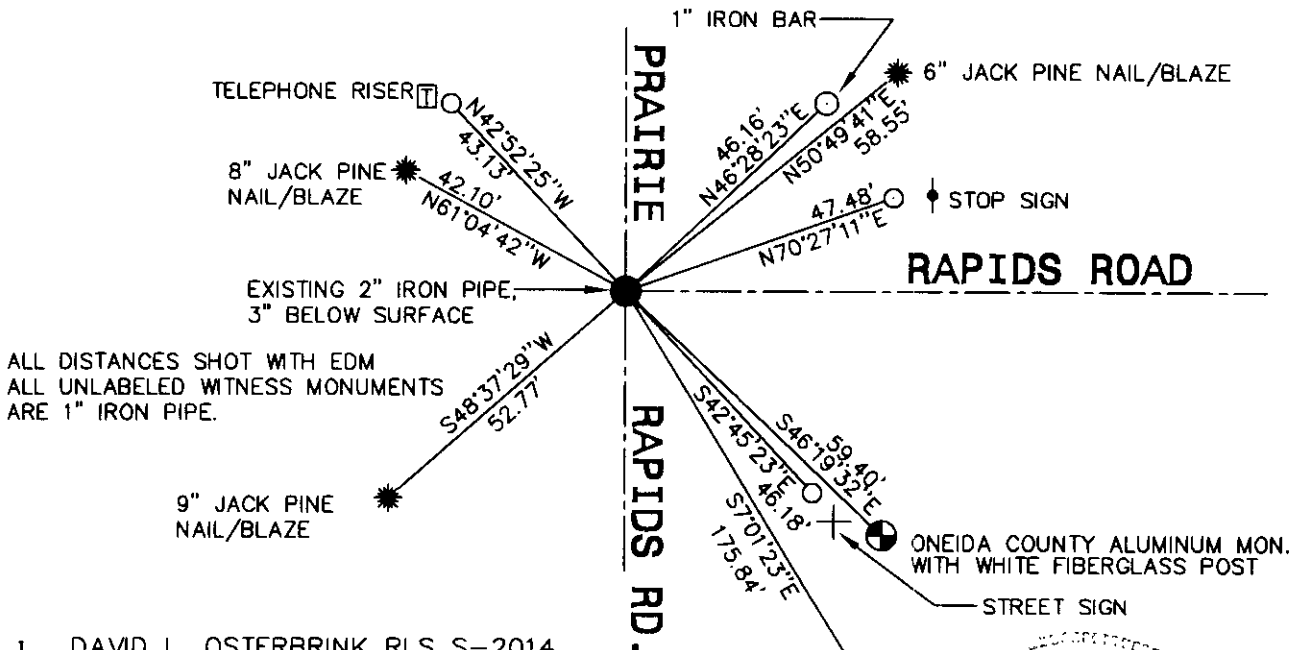 1" IRON BAR
PRAIRIE
TELEPHONE RISER
T
N42°52'25"W
43.13'
46.16'
N46°28'23"E
N50°49'41"E
58.55'
6" JACK PINE NAIL/BLAZE
8" JACK PINE
NAIL/BLAZE
42.10'
N61°04'42"W
47.48'
N70°27'11"E
STOP SIGN
RAPIDS ROAD
EXISTING 2" IRON PIPE,
3" BELOW SURFACE
ALL DISTANCES SHOT WITH EDM
ALL UNLABELED WITNESS MONUMENTS
ARE 1" IRON PIPE.
S48°37'29"W
52.77'
RAPIDS RD.
S42°45'23"E
46.18'
S46°19'32"E
59.40'
S7°01'23"E
175.84'
9" JACK PINE
NAIL/BLAZE
ONEIDA COUNTY ALUMINUM MON.
WITH WHITE FIBERGLASS POST
STREET SIGN
I, DAVID L. OSTERBRINK RLS S-2014